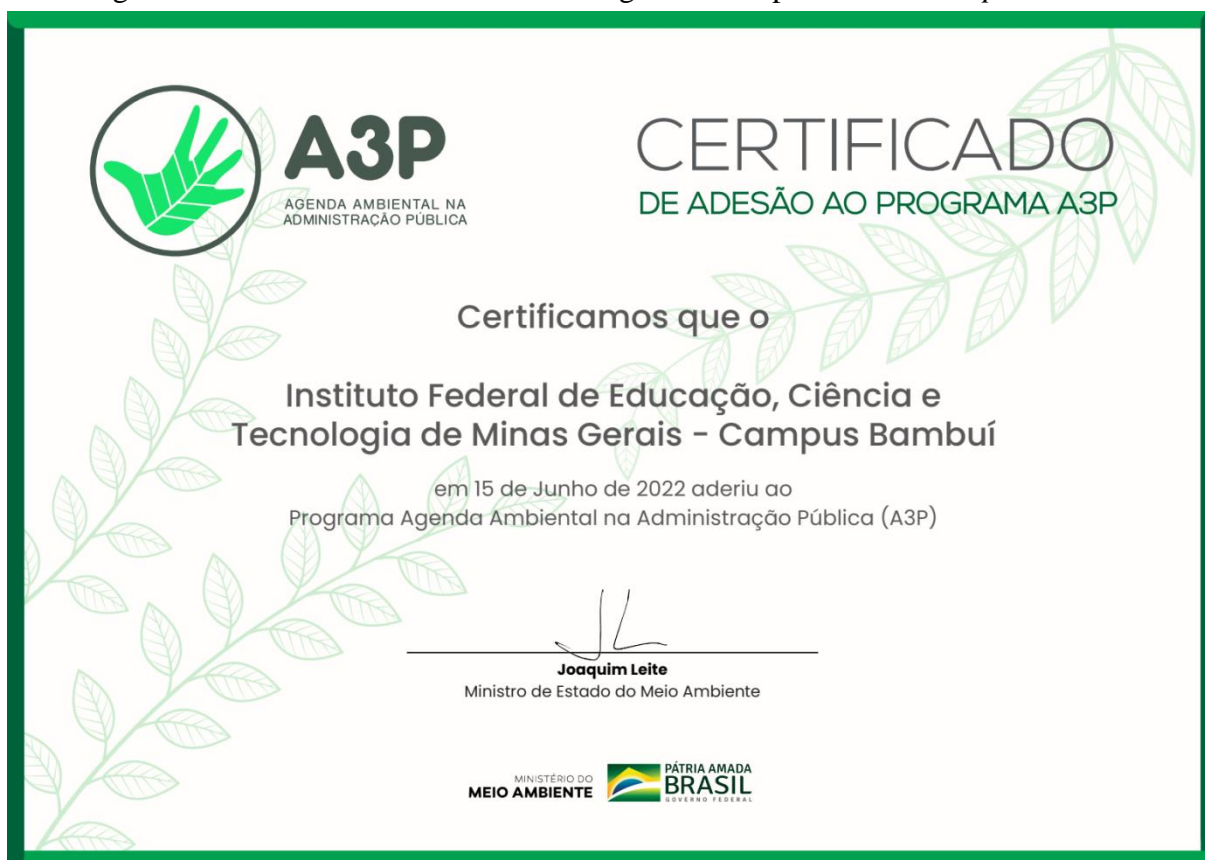 A3P
AGENDA AMBIENTAL NA
ADMINISTRAÇÃO PÚBLICA
CERTIFICADO
DE ADESÃO AO PROGRAMA A3P
Certificamos que o
Instituto Federal de Educação, Ciência e
Tecnologia de Minas Gerais - Campus Bambuí
em 15 de Junho de 2022 aderiu ao
Programa Agenda Ambiental na Administração Pública (A3P)
Joaquim Leite
Ministro de Estado do Meio Ambiente
MINISTÉRIO DO
MEIO AMBIENTE
PÁTRIA AMADA
BRASIL
GOVERNO FEDERAL